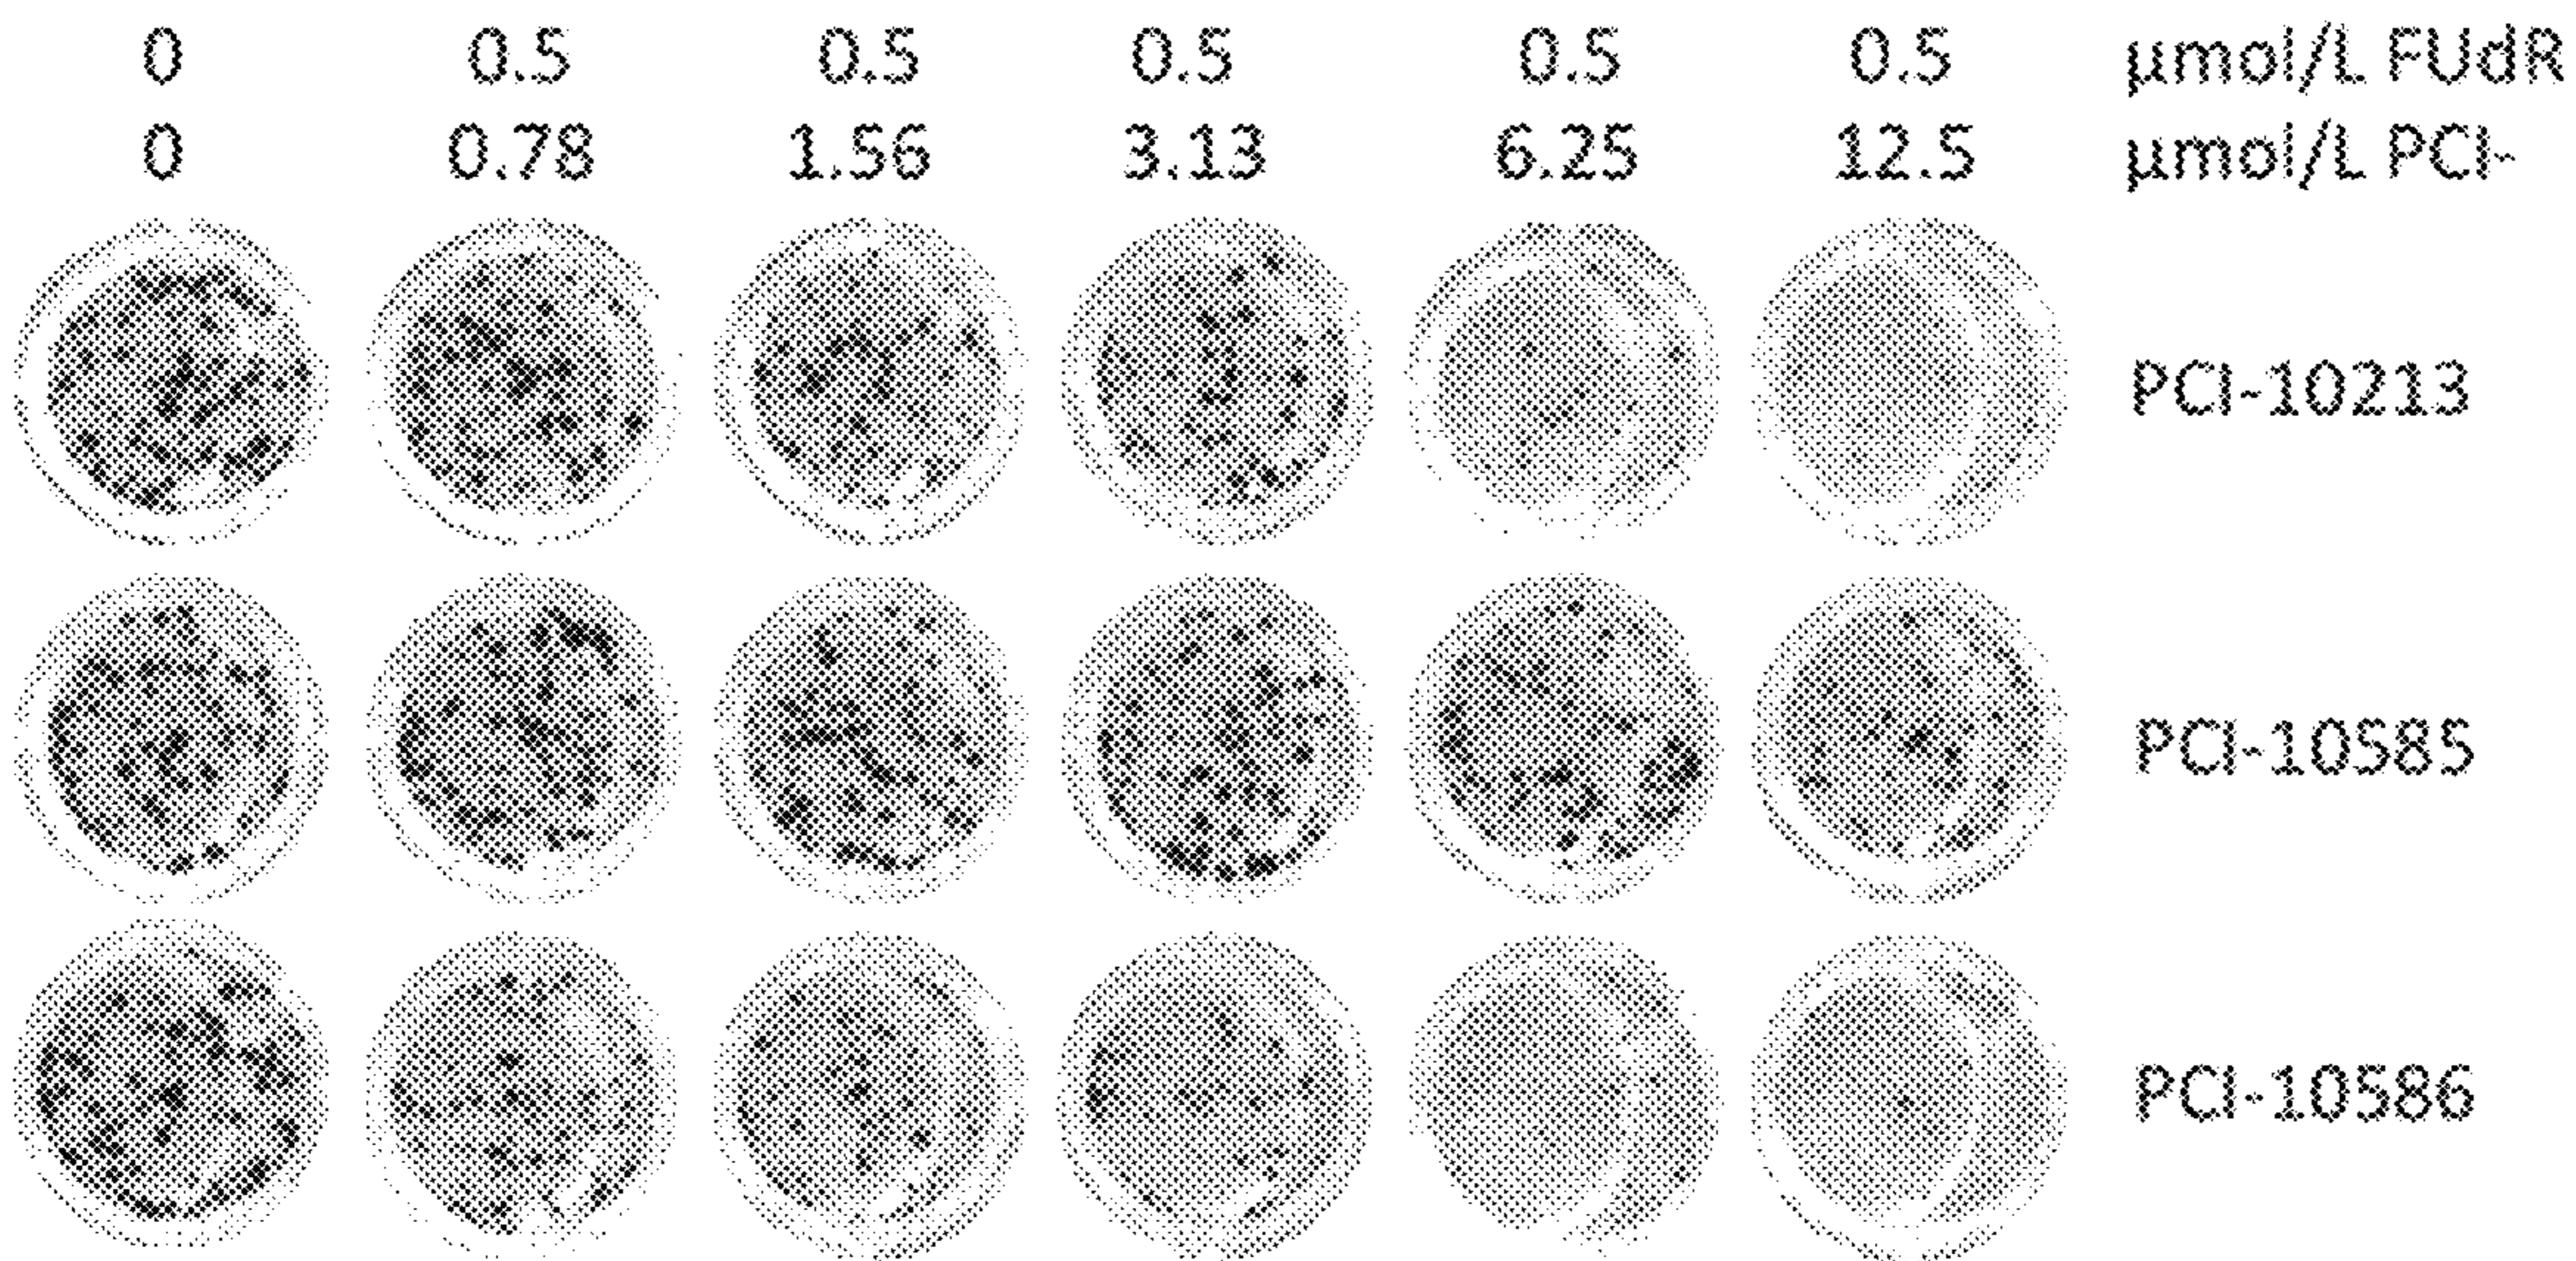 0 0.5 0.5 0.5 0.5 0.5 µmol/L FUdR
0 0.78 1.56 3.13 6.25 12.5 µmol/L PCI-
PCI-10213
PCI-10585
PCI-10586